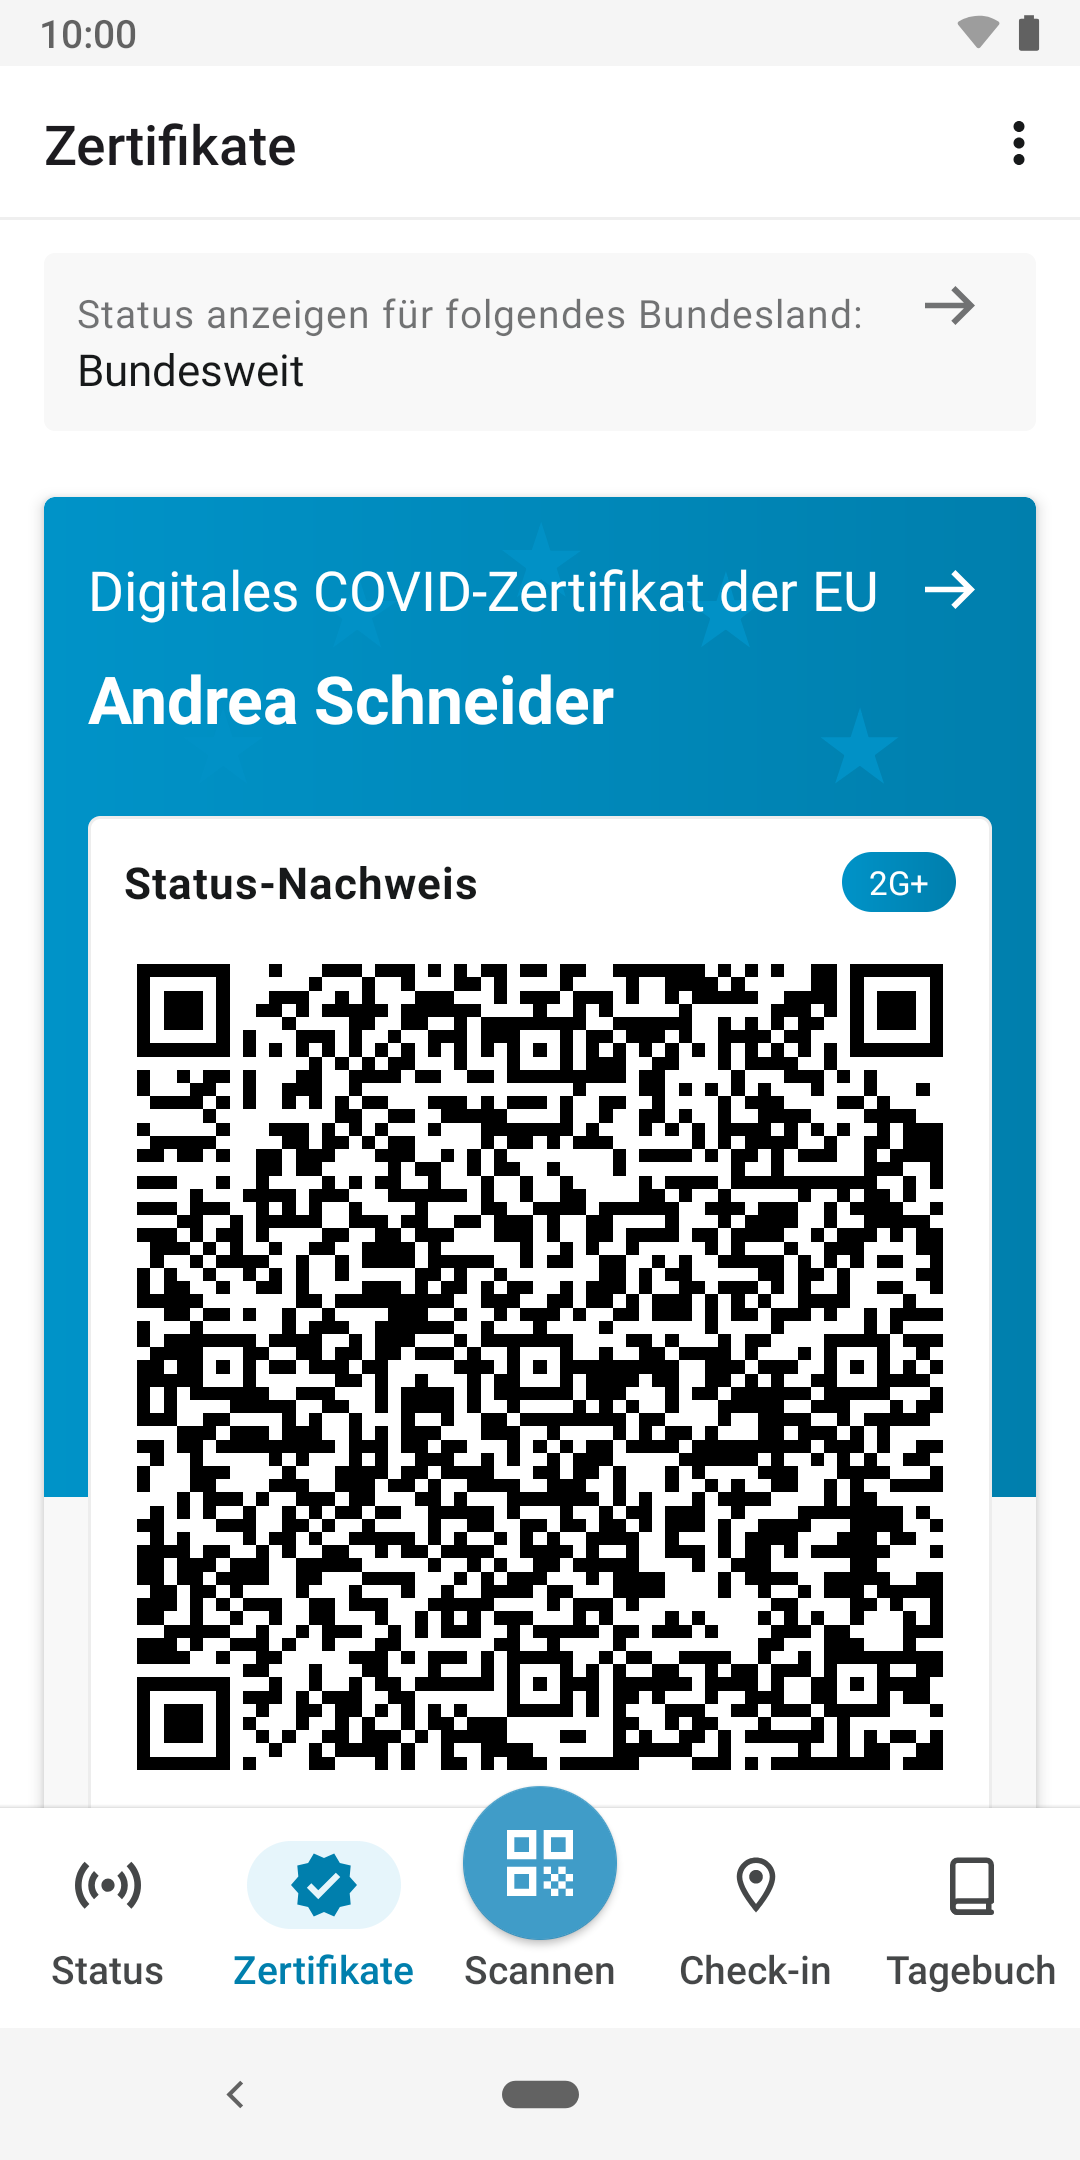 10:00
Zertifikate
Status anzeigen für folgendes Bundesland:
Bundesweit
Digitales COVID-Zertifikat der EU
Andrea Schneider
Status-Nachweis
2G+
Status
Zertifikate
Scannen
Check-in
Tagebuch